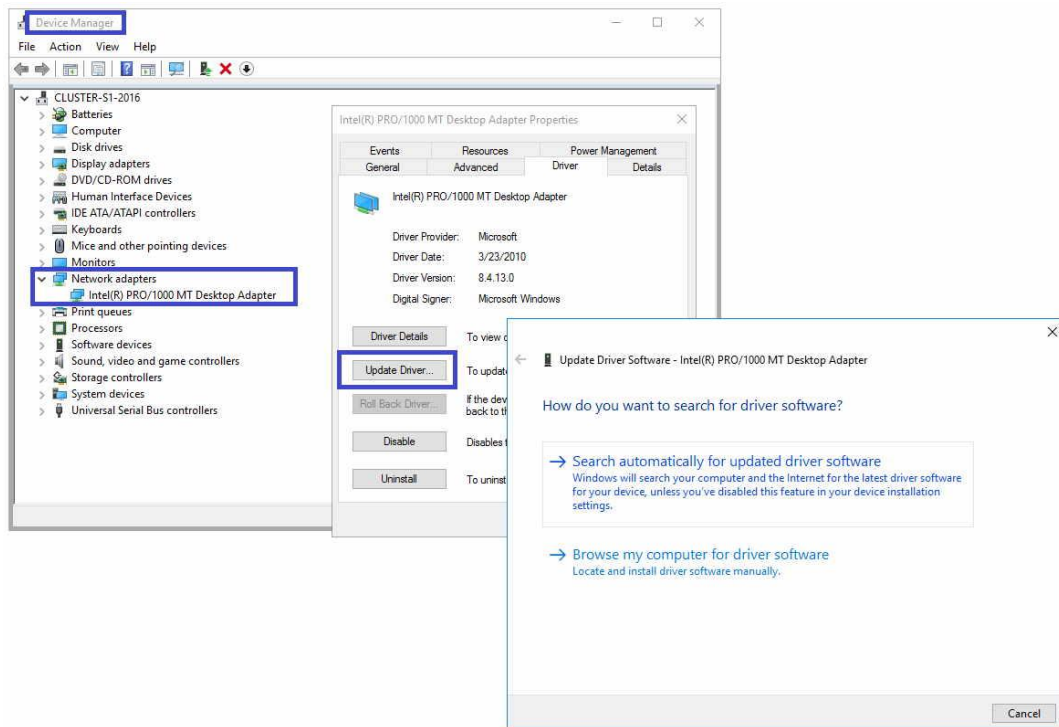 Device Manager
File Action View Help
CLUSTER-S1-2016
Batteries
Computer
Disk drives
Display adapters
DVD/CD-ROM drives
Human Interface Devices
IDE ATA/ATAPI controllers
Keyboards
Mice and other pointing devices
Monitors
Network adapters
Intel(R) PRO/1000 MT Desktop Adapter
Print queues
Processors
Software devices
Sound, video and game controllers
Storage controllers
System devices
Universal Serial Bus controllers
Intel(R) PRO/1000 MT Desktop Adapter Properties
Events Resources Power Management
General Advanced Driver Details
Intel(R) PRO/1000 MT Desktop Adapter
Driver Provider: Microsoft
Driver Date: 3/23/2010
Driver Version: 8.4.13.0
Digital Signer: Microsoft Windows
Driver Details To view
Update Driver... To updat
Roll Back Driver... If the dev
back to th
Disable Disables
Uninstall To uninst
Update Driver Software - Intel(R) PRO/1000 MT Desktop Adapter
How do you want to search for driver software?
Search automatically for updated driver software
Windows will search your computer and the Internet for the latest driver software
for your device, unless you've disabled this feature in your device installation
settings.
Browse my computer for driver software
Locate and install driver software manually.
Cancel